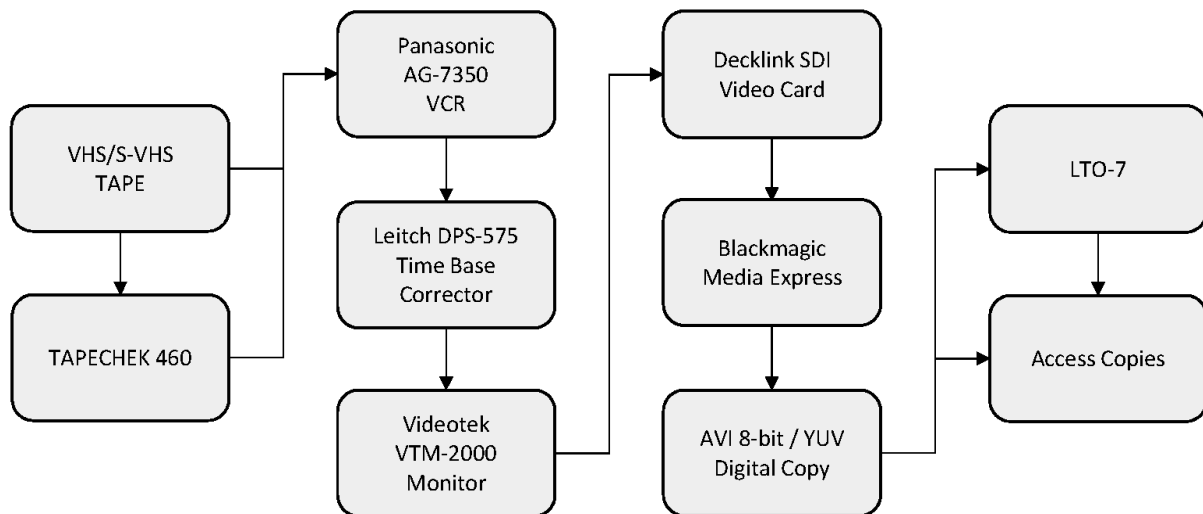 VHS/S-VHS
TAPE
TAPECHEK 460
Panasonic
AG-7350
VCR
Leitch DPS-575
Time Base
Corrector
Videotek
VTM-2000
Monitor
Decklink SDI
Video Card
Blackmagic
Media Express
AVI 8-bit / YUV
Digital Copy
LTO-7
Access Copies